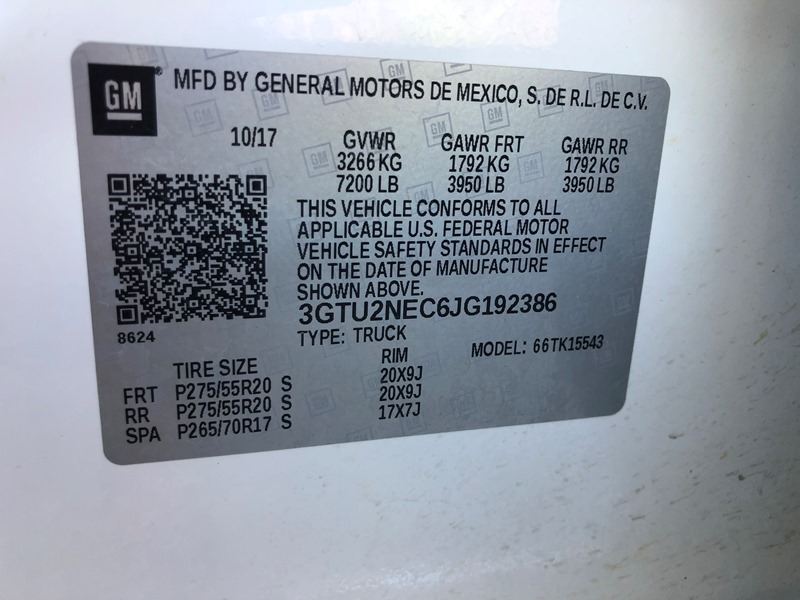 GM ® MFD BY GENERAL MOTORS DE MEXICO, S. DE R.L. DE C.V.
10/17 GVWR GAWR FRT GAWR RR
3266 KG 1792 KG 1792 KG
7200 LB 3950 LB 3950 LB
THIS VEHICLE CONFORMS TO ALL
APPLICABLE U.S. FEDERAL MOTOR
VEHICLE SAFETY STANDARDS IN EFFECT
ON THE DATE OF MANUFACTURE
SHOWN ABOVE.
3GTU2NEC6JG192386
8624
TYPE: TRUCK MODEL: 66TK15543
TIRE SIZE RIM
FRT P275/55R20 S 20X9J
RR P275/55R20 S 20X9J
SPA P265/70R17 S 17X7J